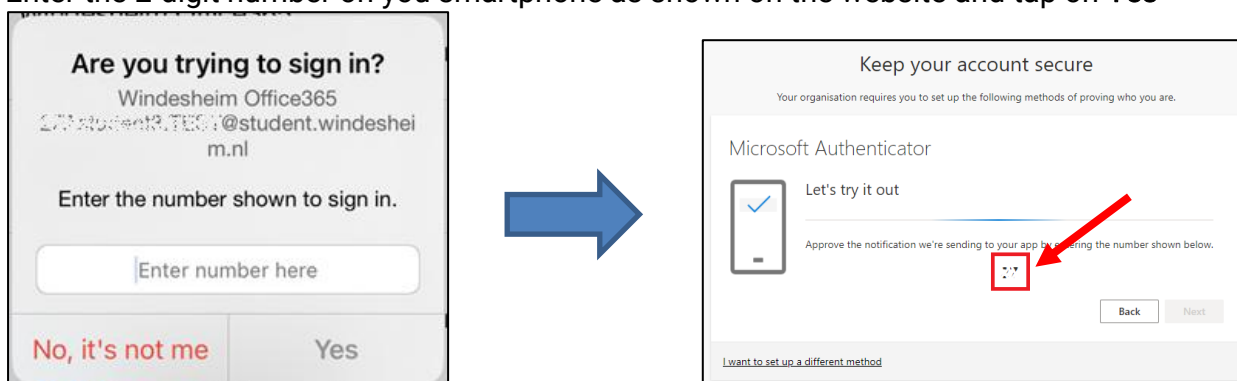 Enter the 2-digit number on you smartphone as shown on the website and tap on Yes
Are you trying to sign in?
Windesheim Office365
@student.windeshei
m.nl
Enter the number shown to sign in.
Enter number here
No, it's not me
Yes
Keep your account secure
Your organisation requires you to set up the following methods of proving who you are.
Microsoft Authenticator
Let's try it out
Approve the notification we're sending to your app by entering the number shown below.
Back
Next
I want to set up a different method